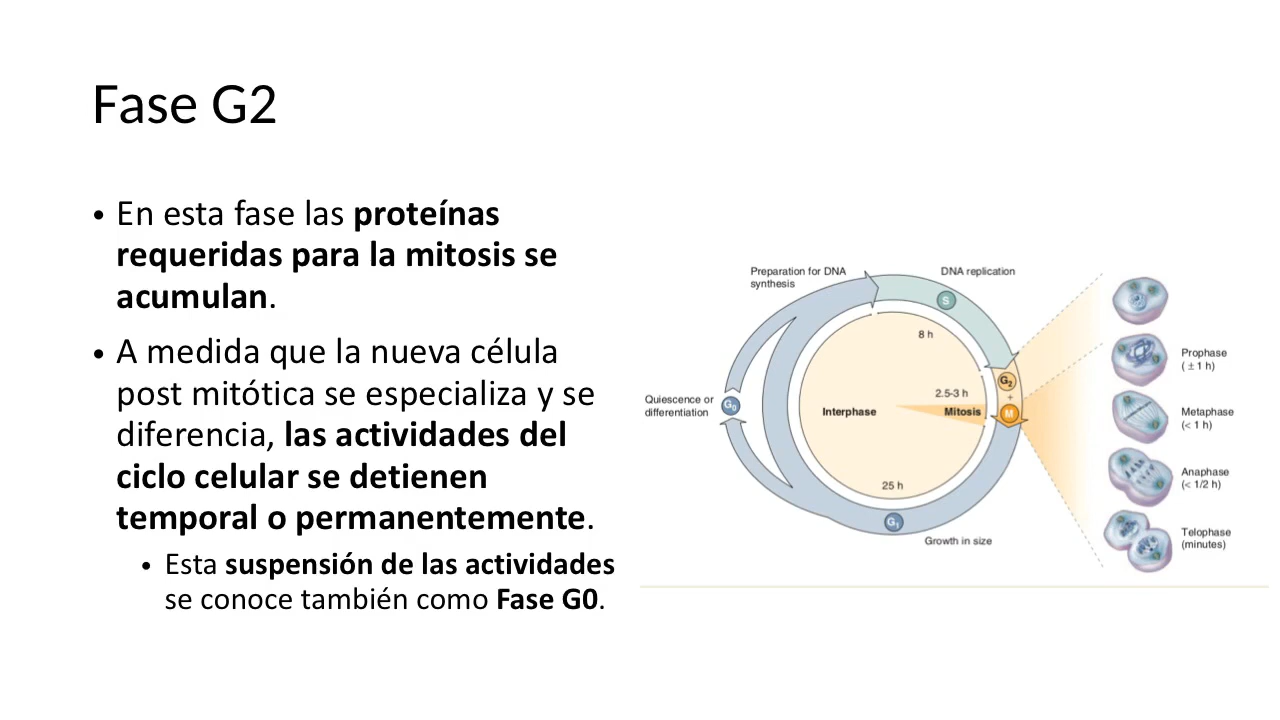 Fase G2
• En esta fase las proteínas
requeridas para la mitosis se
acumulan.
• A medida que la nueva célula
post mitótica se especializa y se
diferencia, las actividades del
ciclo celular se detienen
temporal o permanentemente.
• Esta suspensión de las actividades
se conoce también como Fase G0.
Preparation for DNA
synthesis
DNA replication
S
8 h
G2
+
M
2.5-3 h
Interphase
Mitosis
Quiescence or
differentiation
G0
25 h
G1
Growth in size
Prophase
( ± 1 h)
Metaphase
(< 1 h)
Anaphase
(< 1/2 h)
Telophase
(minutes)